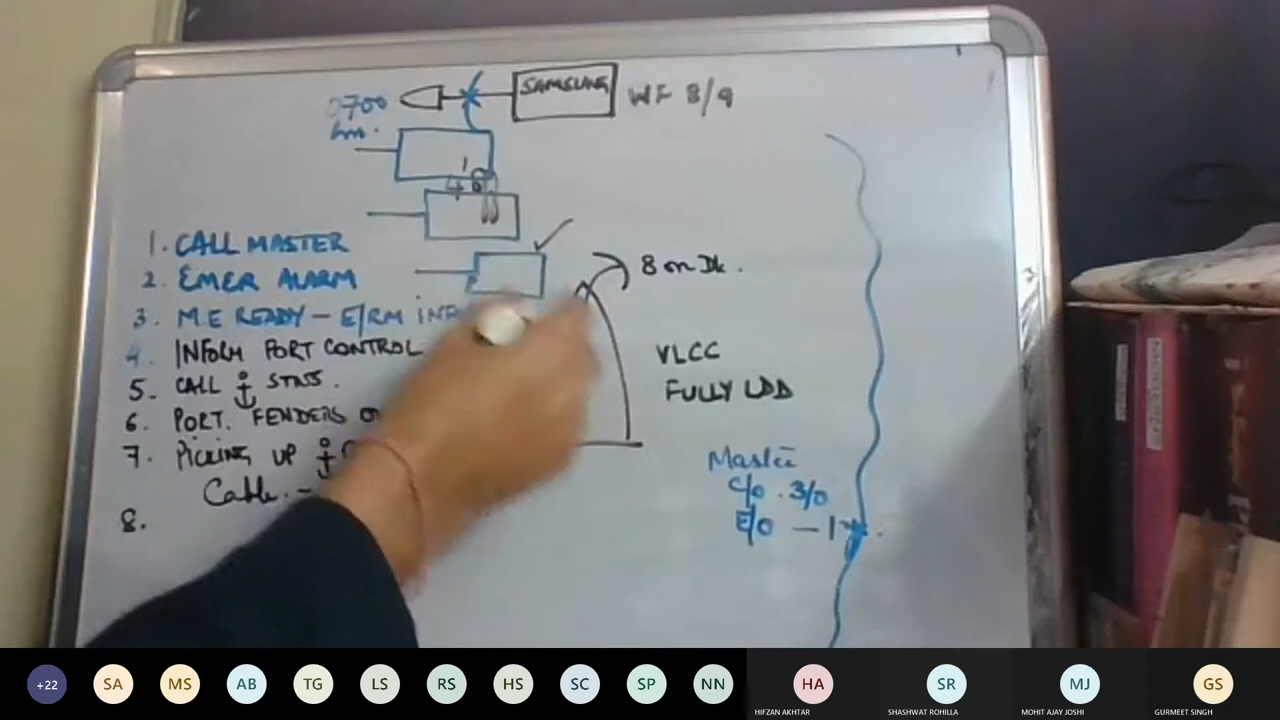 0700
hrs.
SAMSUNG
WF 8/9
1. CALL MASTER
2. EMER ALARM
3. M.E READY - E/RM INF
4. INFORM PORT CONTROL
5. CALL STNS.
6. PORT. FENDERS
7. PICKING UP
Cable. -
8.
8 on Dk.
VLCC
FULLY LDD
Master
C/O . 3/O
E/O - 1
+22
SA
MS
AB
TG
LS
RS
HS
SC
SP
NN
HA
HIFZAN AKHTAR
SR
SHASHWAT ROHILLA
MJ
MOHIT AJAY JOSHI
GS
GURMEET SINGH